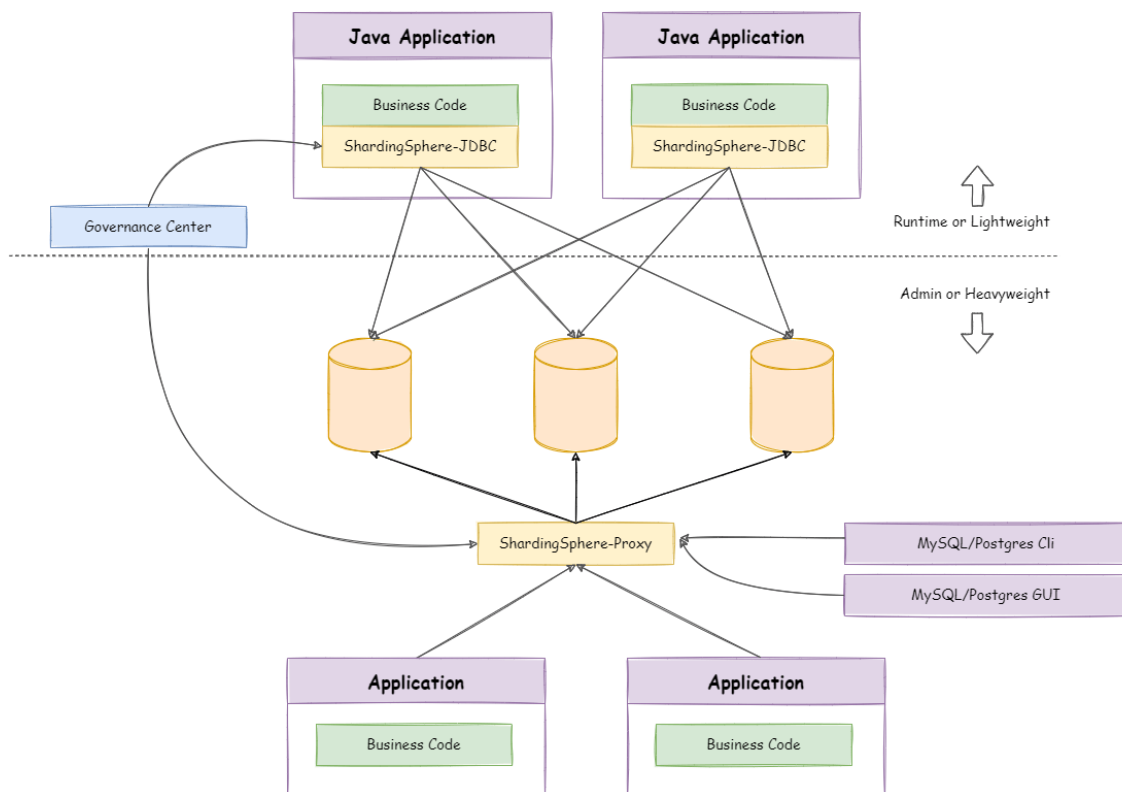 Java Application
Java Application
Business Code
Business Code
ShardingSphere-JDBC
ShardingSphere-JDBC
Governance Center
Runtime or Lightweight
Admin or Heavyweight
ShardingSphere-Proxy
MySQL/Postgres Cli
MySQL/Postgres GUI
Application
Application
Business Code
Business Code